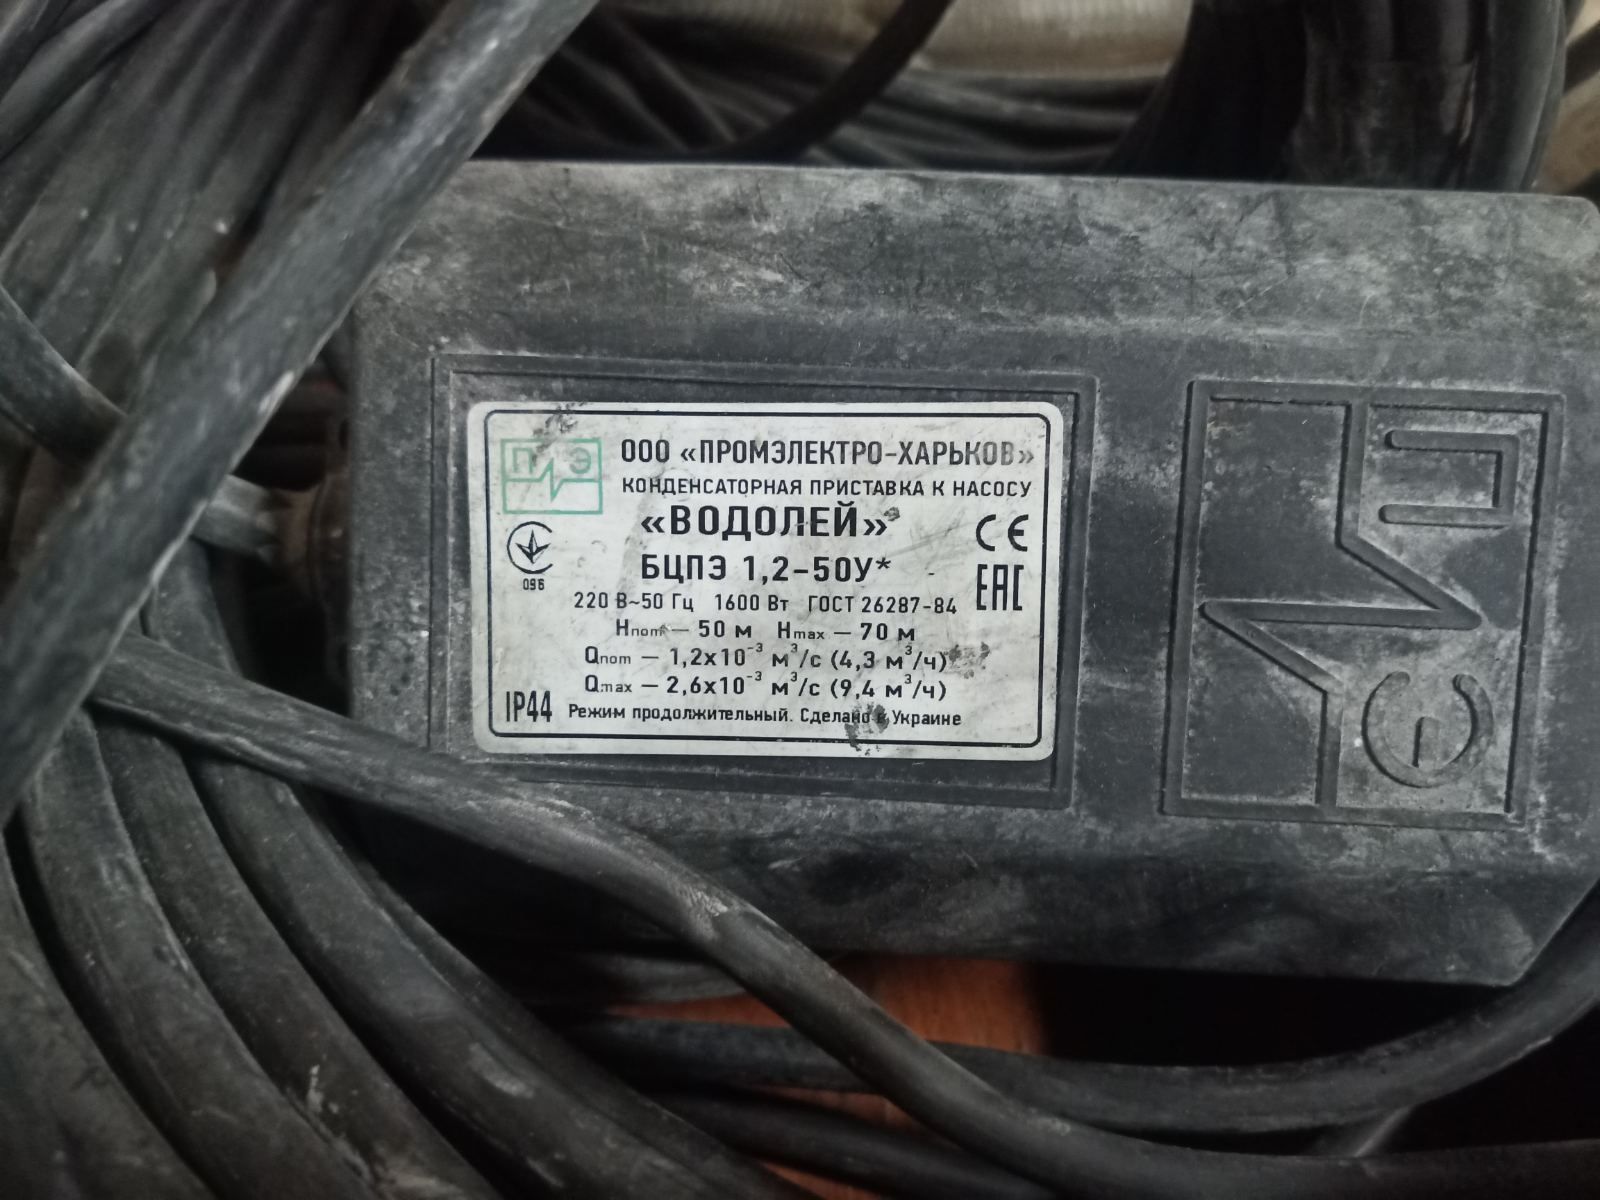 ПЭ
ООО «ПРОМЭЛЕКТРО-ХАРЬКОВ»
КОНДЕНСАТОРНАЯ ПРИСТАВКА К НАСОСУ
«ВОДОЛЕЙ»
CE
БЦПЭ 1,2-50У*
096
EAC
220 В~50 Гц 1600 Вт ГОСТ 26287-84
Hnom — 50 м Hmax — 70 м
Qnom — 1,2x10⁻³ м³/с (4,3 м³/ч)
Qmax — 2,6x10⁻³ м³/с (9,4 м³/ч)
IP44 Режим продолжительный. Сделано в Украине
ПЭ